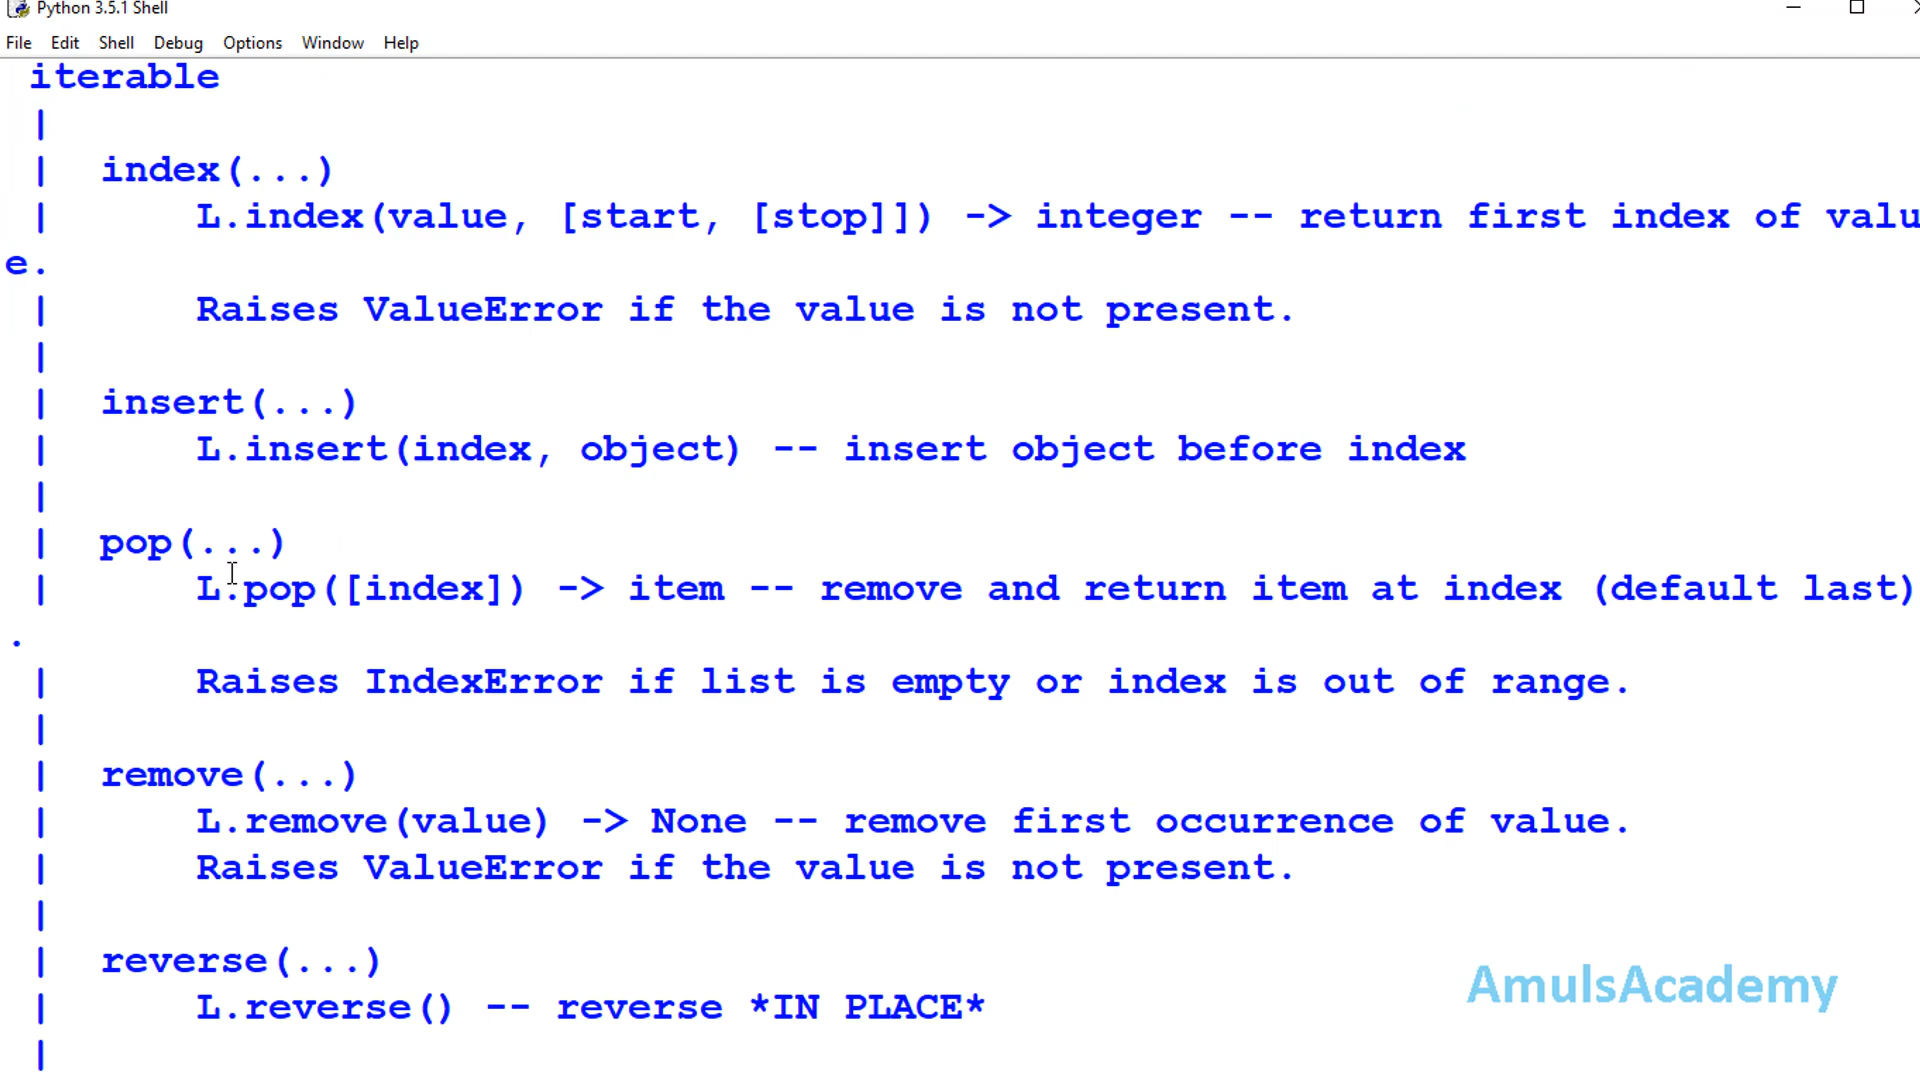 Python 3.5.1 Shell
File Edit Shell Debug Options Window Help
iterable
|
| index(...)
| L.index(value, [start, [stop]]) -> integer -- return first index of valu
e.
| Raises ValueError if the value is not present.
|
| insert(...)
| L.insert(index, object) -- insert object before index
|
| pop(...)
| L.pop([index]) -> item -- remove and return item at index (default last)
.
| Raises IndexError if list is empty or index is out of range.
|
| remove(...)
| L.remove(value) -> None -- remove first occurrence of value.
| Raises ValueError if the value is not present.
|
| reverse(...)
| L.reverse() -- reverse *IN PLACE*
|
AmulsAcademy